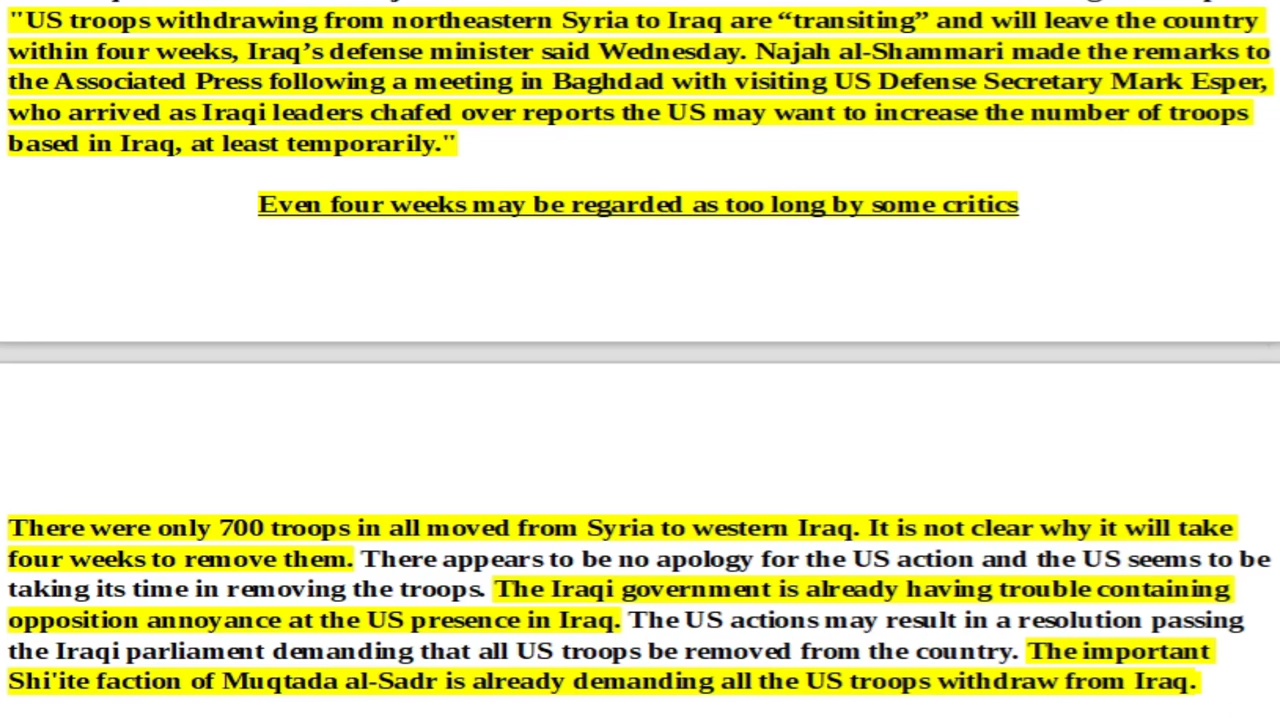 "US troops withdrawing from northeastern Syria to Iraq are “transiting” and will leave the country
within four weeks, Iraq’s defense minister said Wednesday. Najah al-Shammari made the remarks to
the Associated Press following a meeting in Baghdad with visiting US Defense Secretary Mark Esper,
who arrived as Iraqi leaders chafed over reports the US may want to increase the number of troops
based in Iraq, at least temporarily."
Even four weeks may be regarded as too long by some critics
There were only 700 troops in all moved from Syria to western Iraq. It is not clear why it will take
four weeks to remove them. There appears to be no apology for the US action and the US seems to be
taking its time in removing the troops. The Iraqi government is already having trouble containing
opposition annoyance at the US presence in Iraq. The US actions may result in a resolution passing
the Iraqi parliament demanding that all US troops be removed from the country. The important
Shi'ite faction of Muqtada al-Sadr is already demanding all the US troops withdraw from Iraq.